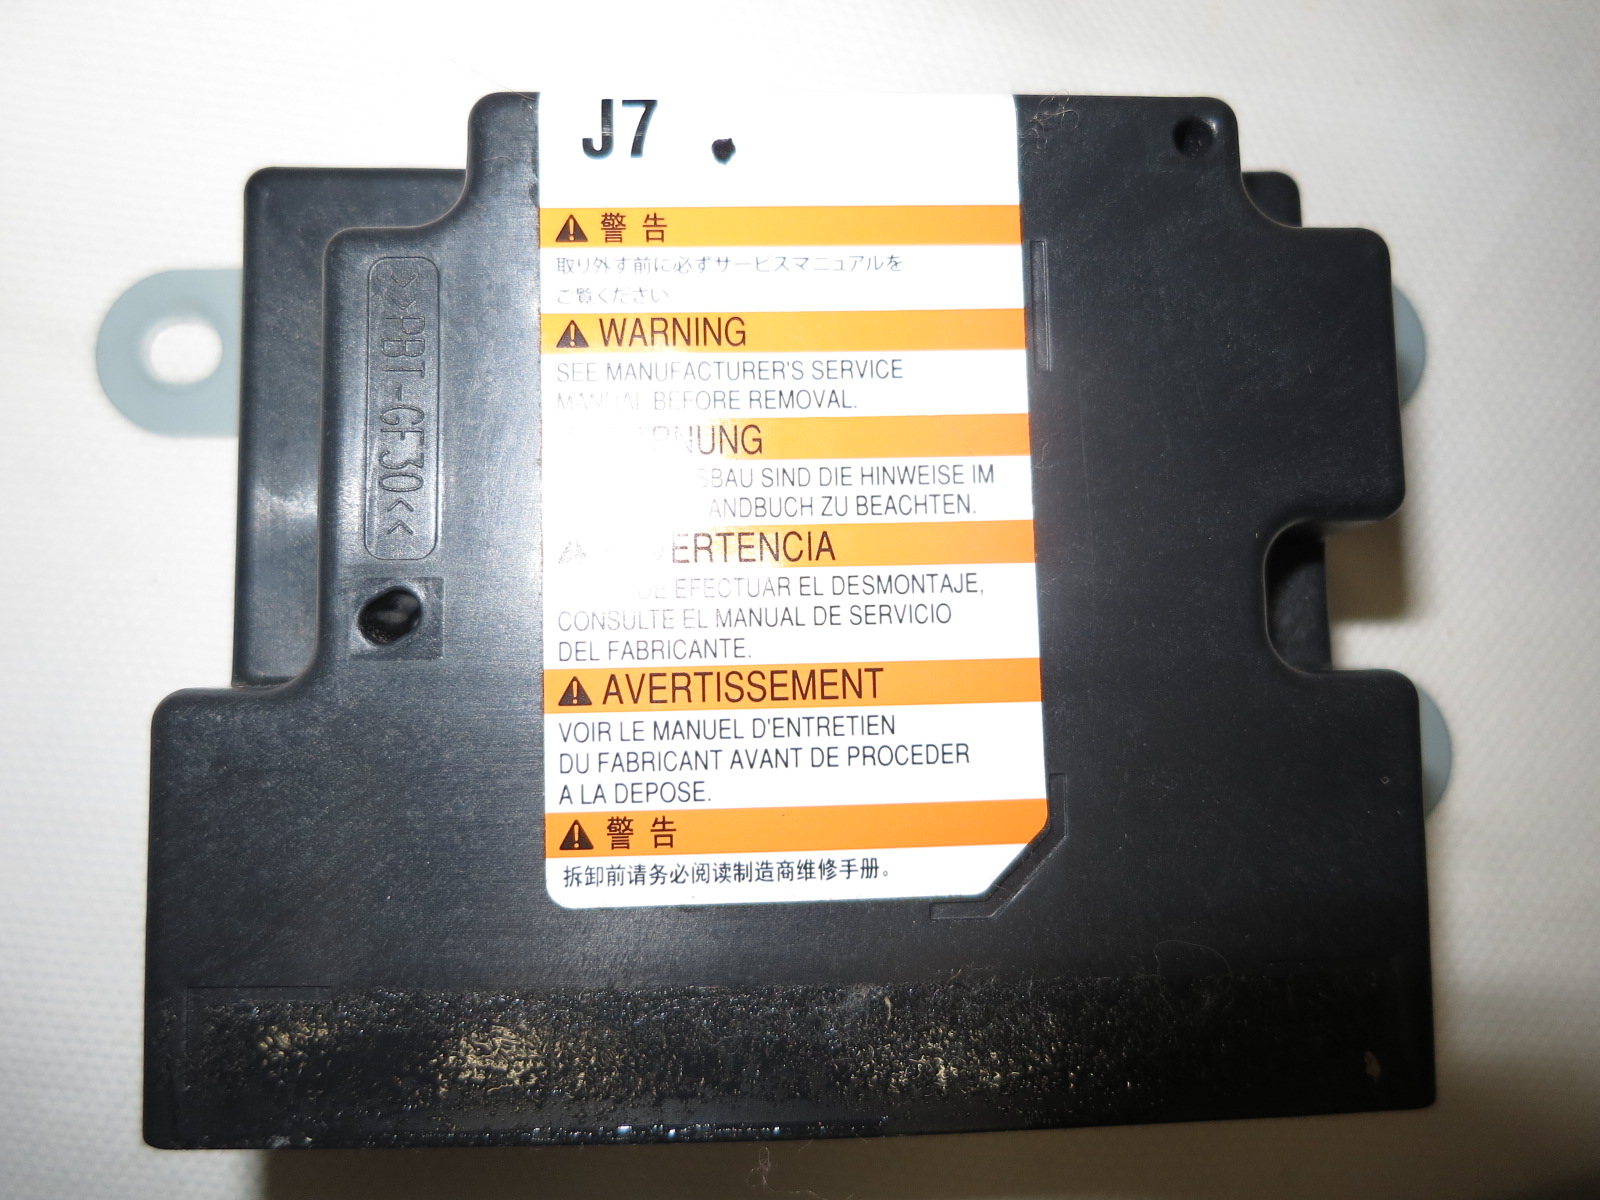 J7
警告
取り外す前に必ずサービスマニュアルを
ご覧ください
WARNING
SEE MANUFACTURER'S SERVICE
MANUAL BEFORE REMOVAL.
SIND DIE HINWEISE IM
ZU BEACHTEN.
EFECTUAR EL DESMONTAJE,
CONSULTE EL MANUAL DE SERVICIO
DEL FABRICANTE.
AVERTISSEMENT
VOIR LE MANUEL D'ENTRETIEN
DU FABRICANT AVANT DE PROCEDER
A LA DEPOSE.
警告
拆卸前请务必阅读制造商维修手册。
>>PBT-GF30<<